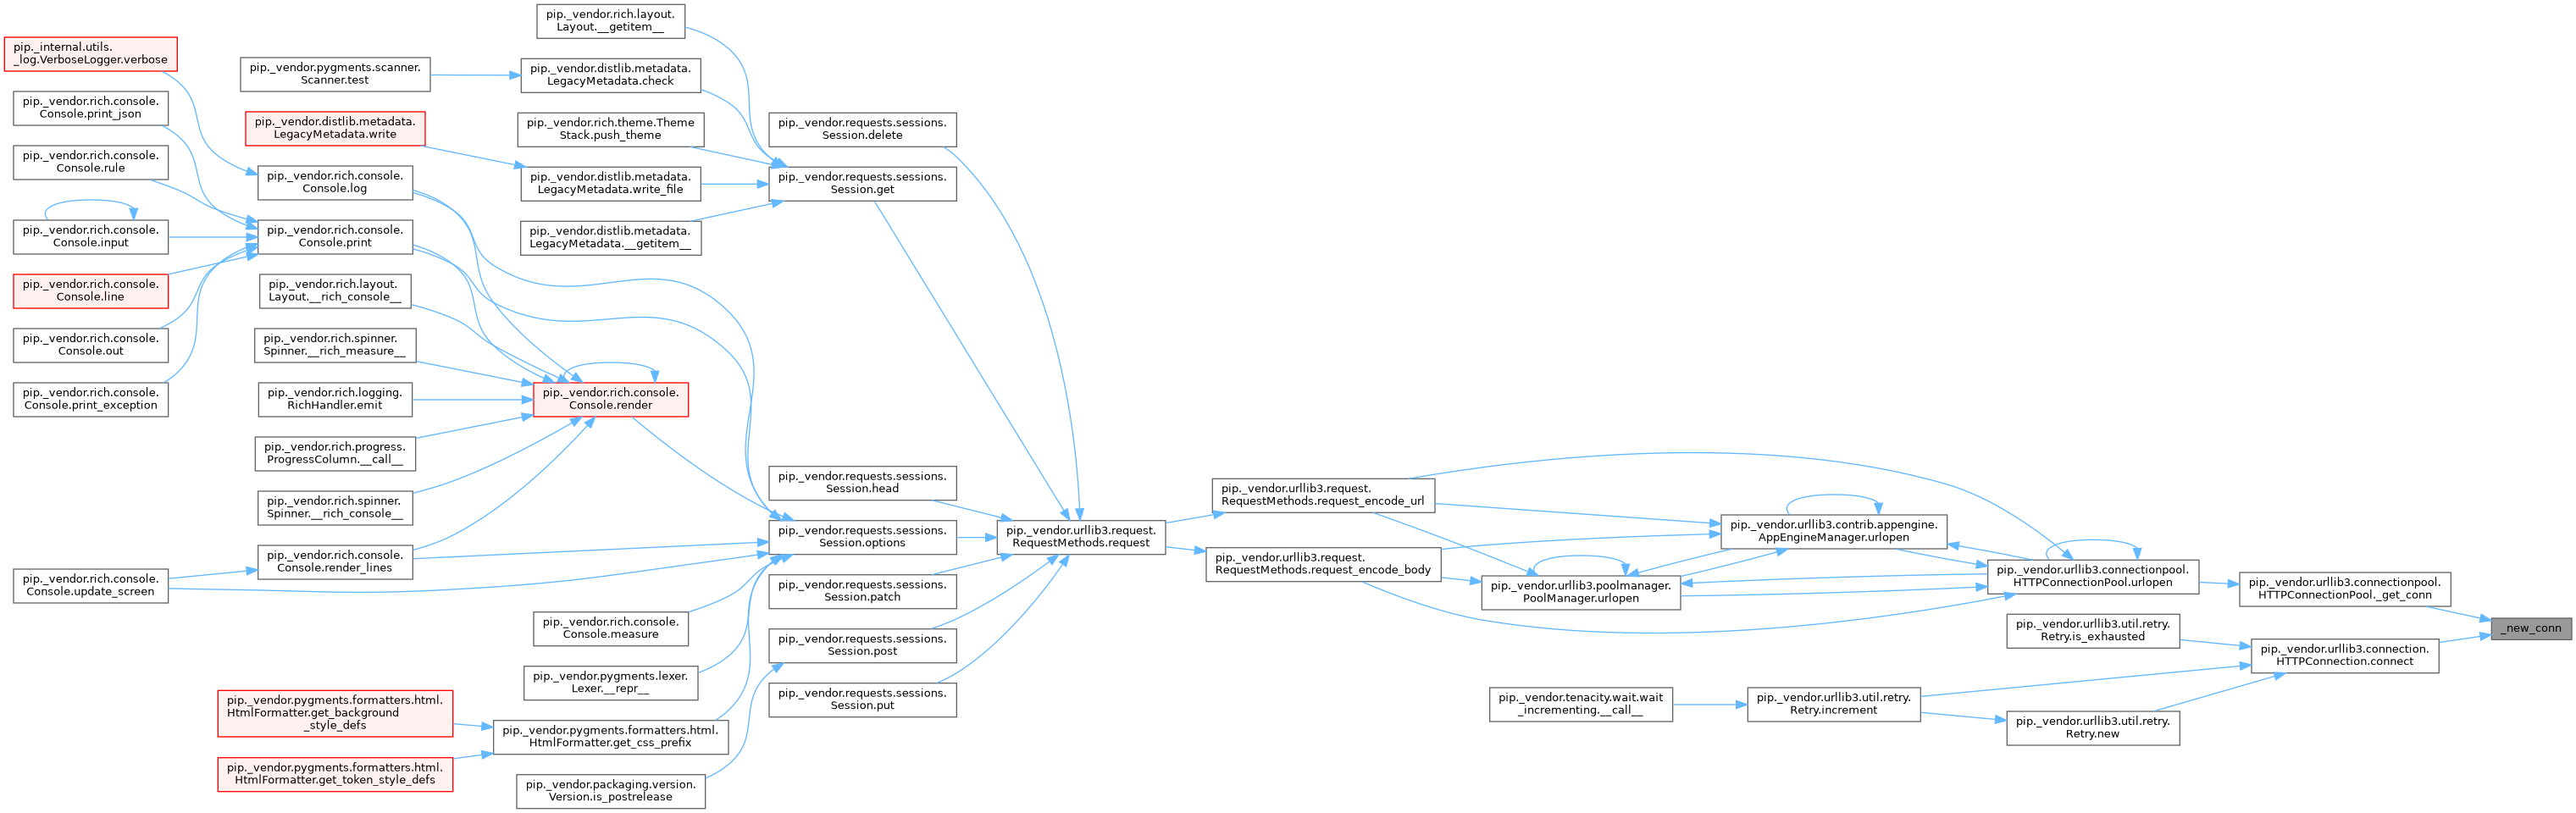 pip._internal.utils.
_log.VerboseLogger.verbose
pip._vendor.rich.console.
Console.print_json
pip._vendor.rich.console.
Console.rule
pip._vendor.rich.console.
Console.input
pip._vendor.rich.console.
Console.line
pip._vendor.rich.console.
Console.out
pip._vendor.rich.console.
Console.print_exception
pip._vendor.rich.console.
Console.update_screen
pip._vendor.pygments.scanner.
Scanner.test
pip._vendor.distlib.metadata.
LegacyMetadata.write
pip._vendor.rich.console.
Console.log
pip._vendor.rich.console.
Console.print
pip._vendor.rich.layout.
Layout.__rich_console__
pip._vendor.rich.spinner.
Spinner.__rich_measure__
pip._vendor.rich.logging.
RichHandler.emit
pip._vendor.rich.progress.
ProgressColumn.__call__
pip._vendor.rich.spinner.
Spinner.__rich_console__
pip._vendor.rich.console.
Console.render_lines
pip._vendor.pygments.formatters.html.
HtmlFormatter.get_background
_style_defs
pip._vendor.pygments.formatters.html.
HtmlFormatter.get_token_style_defs
pip._vendor.rich.layout.
Layout.__getitem__
pip._vendor.distlib.metadata.
LegacyMetadata.check
pip._vendor.rich.theme.Theme
Stack.push_theme
pip._vendor.distlib.metadata.
LegacyMetadata.write_file
pip._vendor.distlib.metadata.
LegacyMetadata.__getitem__
pip._vendor.rich.console.
Console.render
pip._vendor.rich.console.
Console.measure
pip._vendor.pygments.lexer.
Lexer.__repr__
pip._vendor.pygments.formatters.html.
HtmlFormatter.get_css_prefix
pip._vendor.packaging.version.
Version.is_postrelease
pip._vendor.requests.sessions.
Session.delete
pip._vendor.requests.sessions.
Session.get
pip._vendor.requests.sessions.
Session.head
pip._vendor.requests.sessions.
Session.options
pip._vendor.requests.sessions.
Session.patch
pip._vendor.requests.sessions.
Session.post
pip._vendor.requests.sessions.
Session.put
pip._vendor.urllib3.request.
RequestMethods.request
pip._vendor.urllib3.request.
RequestMethods.request_encode_url
pip._vendor.urllib3.request.
RequestMethods.request_encode_body
pip._vendor.urllib3.contrib.appengine.
AppEngineManager.urlopen
pip._vendor.urllib3.poolmanager.
PoolManager.urlopen
pip._vendor.tenacity.wait.wait
_incrementing.__call__
pip._vendor.urllib3.util.retry.
Retry.increment
pip._vendor.urllib3.connectionpool.
HTTPConnectionPool.urlopen
pip._vendor.urllib3.util.retry.
Retry.is_exhausted
pip._vendor.urllib3.util.retry.
Retry.new
pip._vendor.urllib3.connectionpool.
HTTPConnectionPool._get_conn
pip._vendor.urllib3.connection.
HTTPConnection.connect
_new_conn